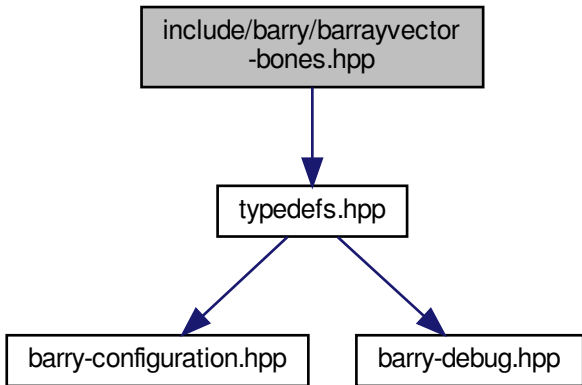 include/barry/barrayvector
-bones.hpp
typedefs.hpp
barry-configuration.hpp
barry-debug.hpp